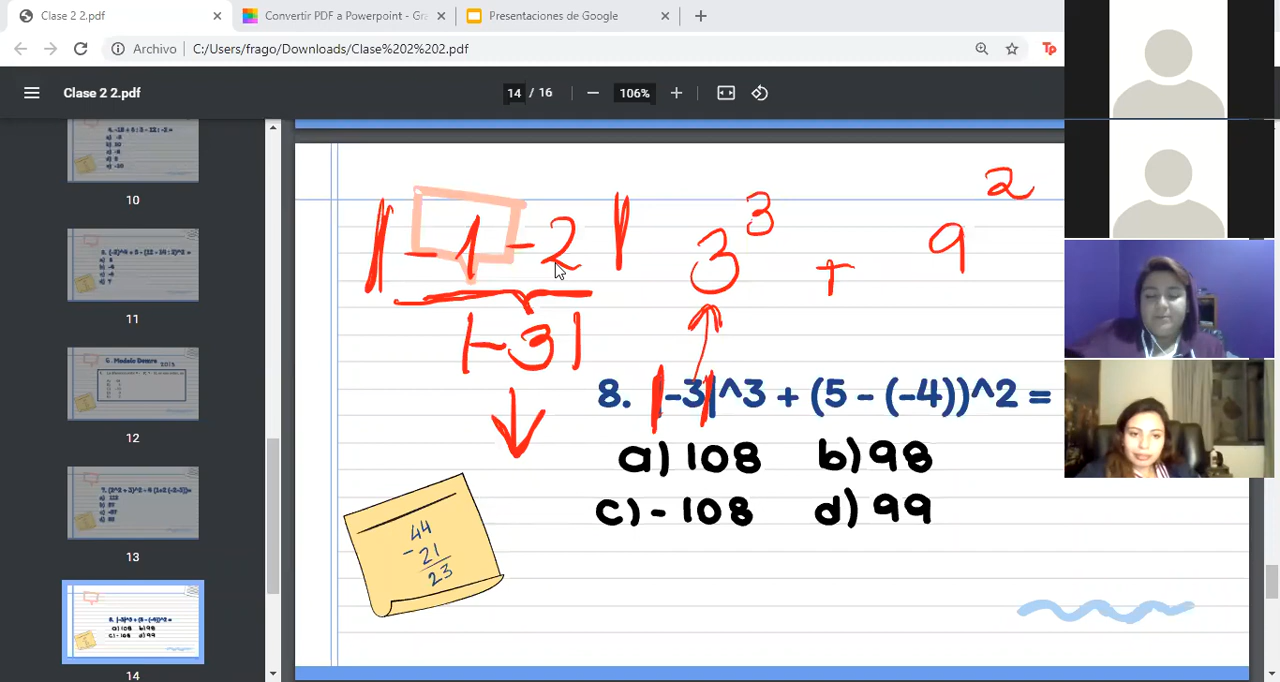 Clase 2 2.pdf
Convertir PDF a Powerpoint - Gra
Presentaciones de Google
Archivo
C:/Users/frago/Downloads/Clase%202%202.pdf
Tp
Clase 2 2.pdf
14 / 16
106%
10
11
12
13
14
|-1 - 2| 3^3 + 9^2
|-3|
8. |-3|^3 + (5 - (-4))^2 =
a) 108 b) 98
c) - 108 d) 99
44
- 21
23